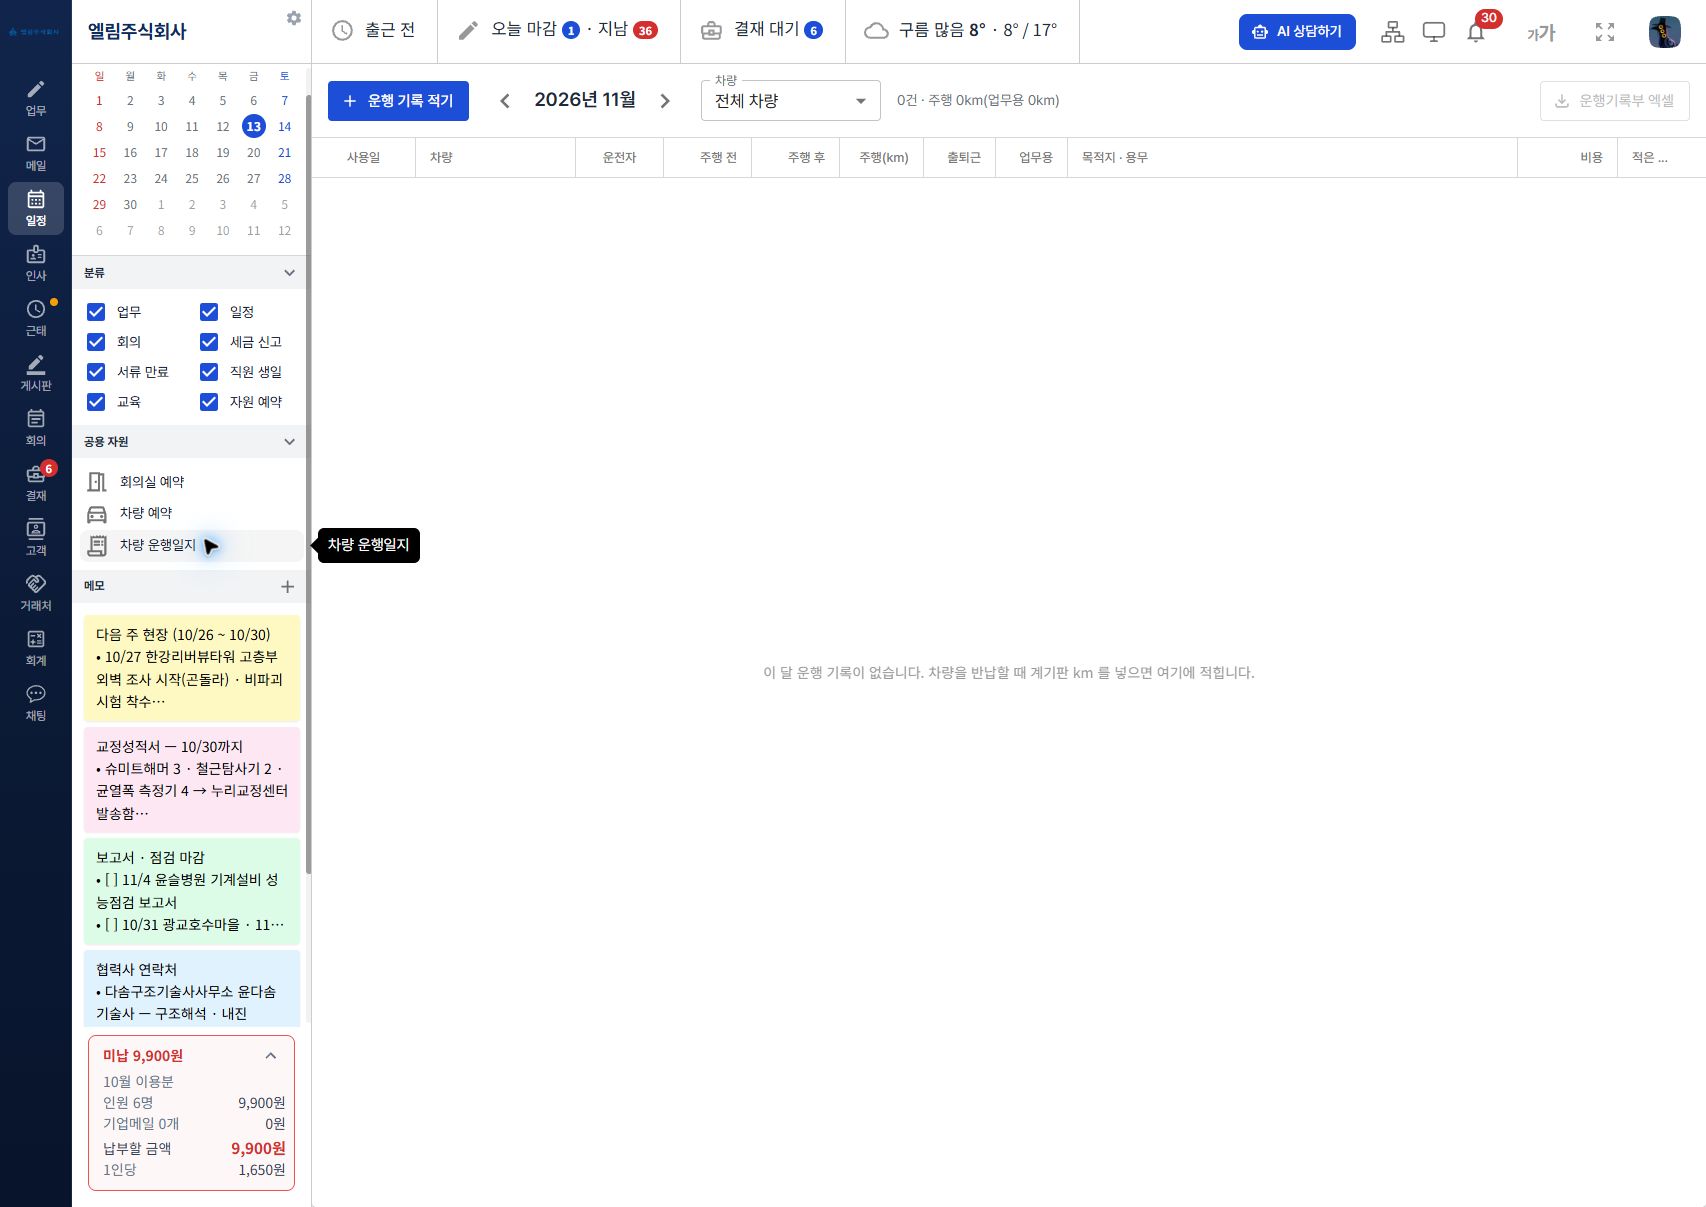 엘림주식회사
엘림주식회사
출근 전
오늘 마감 1 · 지남 36
결재 대기 6
구름 많음 8° · 8° / 17°
AI 상담하기
30
가가
업무
메일
일정
인사
근태
게시판
회의
6
결재
고객
거래처
회계
채팅
일 월 화 수 목 금 토
1 2 3 4 5 6 7
8 9 10 11 12 13 14
15 16 17 18 19 20 21
22 23 24 25 26 27 28
29 30 1 2 3 4 5
6 7 8 9 10 11 12
분류
업무 일정
회의 세금 신고
서류 만료 직원 생일
교육 자원 예약
공용 자원
회의실 예약
차량 예약
차량 운행일지
차량 운행일지
메모
다음 주 현장 (10/26 ~ 10/30)
• 10/27 한강리버뷰타워 고층부
외벽 조사 시작(곤돌라) · 비파괴
시험 착수…
교정성적서 — 10/30까지
• 슈미트해머 3 · 철근탐사기 2 ·
균열폭 측정기 4 → 누리교정센터
발송함…
보고서 · 점검 마감
• [ ] 11/4 윤슬병원 기계설비 성
능점검 보고서
• [ ] 10/31 광교호수마을 · 11…
협력사 연락처
• 다솜구조기술사사무소 윤다솜
기술사 — 구조해석 · 내진
미납 9,900원
10월 이용분
인원 6명 9,900원
기업메일 0개 0원
납부할 금액 9,900원
1인당 1,650원
+ 운행 기록 적기
2026년 11월
차량
전체 차량
0건 · 주행 0km(업무용 0km)
운행기록부 엑셀
사용일 차량 운전자 주행 전 주행 후 주행(km) 출퇴근 업무용 목적지 · 용무 비용 적은 ...
이 달 운행 기록이 없습니다. 차량을 반납할 때 계기판 km 를 넣으면 여기에 적힙니다.